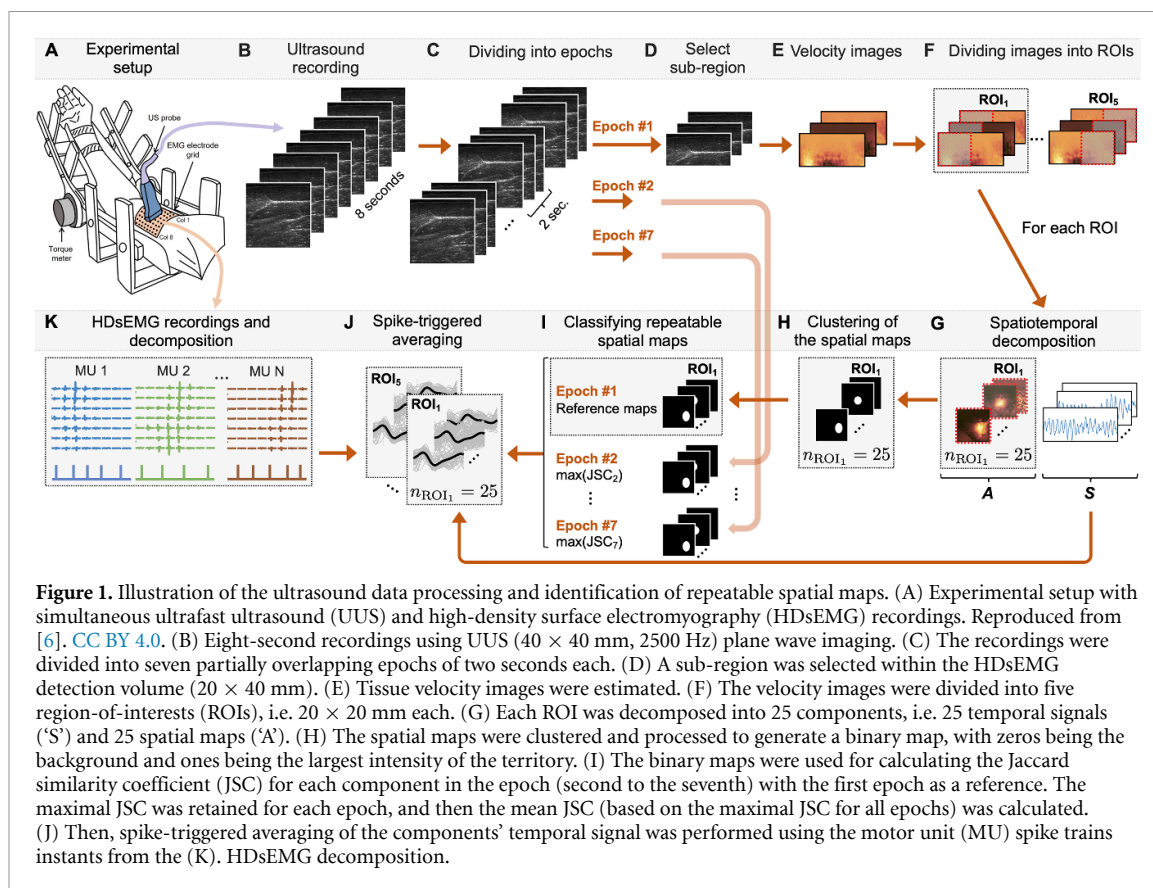 A Experimental setup
B Ultrasound recording
C Dividing into epochs
D Select sub-region
E Velocity images
F Dividing images into ROIs
US probe
EMG electrode grid
Col 1
Col 8
Torque meter
8 seconds
...
2 sec.
Epoch #1
Epoch #2
Epoch #7
ROI1
ROI5
...
For each ROI
K HDsEMG recordings and decomposition
J Spike-triggered averaging
I Classifying repeatable spatial maps
H Clustering of the spatial maps
G Spatiotemporal decomposition
MU 1
MU 2
...
MU N
ROI5
ROI1
...
nROI1 = 25
...
Epoch #1
Reference maps
ROI1
...
Epoch #2
max(JSC2)
...
Epoch #7
max(JSC7)
...
ROI1
...
nROI1 = 25
ROI1
...
nROI1 = 25
A
S
Figure 1. Illustration of the ultrasound data processing and identification of repeatable spatial maps. (A) Experimental setup with
simultaneous ultrafast ultrasound (UUS) and high-density surface electromyography (HDsEMG) recordings. Reproduced from
[6]. CC BY 4.0. (B) Eight-second recordings using UUS (40 × 40 mm, 2500 Hz) plane wave imaging. (C) The recordings were
divided into seven partially overlapping epochs of two seconds each. (D) A sub-region was selected within the HDsEMG
detection volume (20 × 40 mm). (E) Tissue velocity images were estimated. (F) The velocity images were divided into five
region-of-interests (ROIs), i.e. 20 × 20 mm each. (G) Each ROI was decomposed into 25 components, i.e. 25 temporal signals
(‘S’) and 25 spatial maps (‘A’). (H) The spatial maps were clustered and processed to generate a binary map, with zeros being the
background and ones being the largest intensity of the territory. (I) The binary maps were used for calculating the Jaccard
similarity coefficient (JSC) for each component in the epoch (second to the seventh) with the first epoch as a reference. The
maximal JSC was retained for each epoch, and then the mean JSC (based on the maximal JSC for all epochs) was calculated.
(J) Then, spike-triggered averaging of the components’ temporal signal was performed using the motor unit (MU) spike trains
instants from the (K). HDsEMG decomposition.